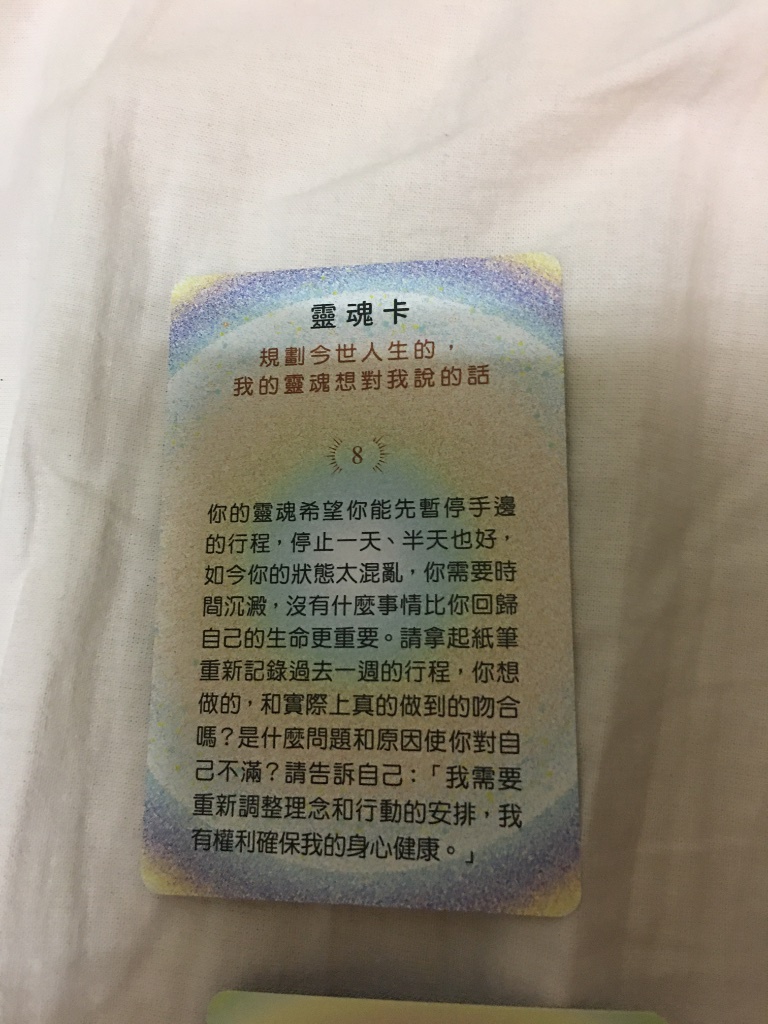 靈魂卡
規劃今世人生的，
我的靈魂想對我說的話
8
你的靈魂希望你能先暫停手邊
的行程，停止一天、半天也好，
如今你的狀態太混亂，你需要時
間沉澱，沒有什麼事情比你回歸
自己的生命更重要。請拿起紙筆
重新記錄過去一週的行程，你想
做的，和實際上真的做到的吻合
嗎？是什麼問題和原因使你對自
己不滿？請告訴自己：「我需要
重新調整理念和行動的安排，我
有權利確保我的身心健康。」